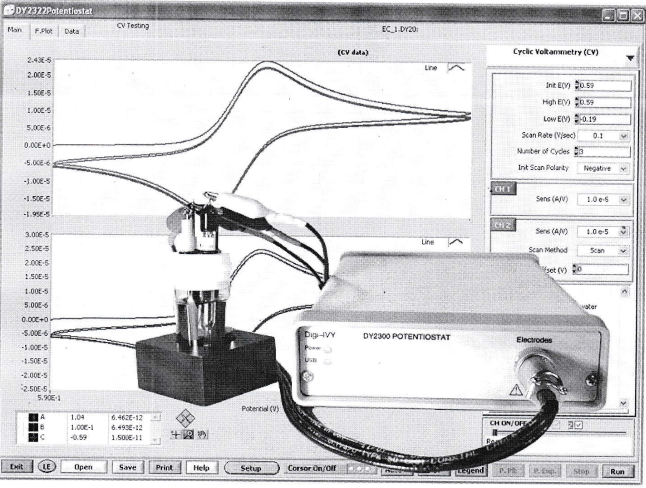 DY2322Potentiostat
Main F.Plot Data CV Testing EC_1.DY20:
(CV data)
Line
2.43E-5
2.00E-5
1.50E-5
1.00E-5
5.00E-6
0.00E+0
-5.00E-6
-1.00E-5
-1.50E-5
-1.95E-5
Line
3.00E-5
2.50E-5
2.00E-5
1.50E-5
1.00E-5
5.00E-6
0.00E+0
-5.00E-6
-1.00E-5
-1.50E-5
-2.00E-5
-2.50E-5
5.90E-1
Potential (V)
Cyclic Voltammetry (CV)
Init E(V) 0.59
High E(V) 0.59
Low E(V) -0.19
Scan Rate (V/sec) 0.1
Number of Cycles 3
Init Scan Polarity Negative
CH 1
Sens (A/V) 1.0 e-5
CH 2
Sens (A/V) 1.0 e-5
Scan Method Scan
set (V) 0
water
Digi-IVY DY2300 POTENTIOSTAT Electrodes
Power
USB
A 1.04 6.462E-12
B 1.00E-1 6.493E-12
C -0.59 1.500E-11
CH ON/OFF
Exit LE Open Save Print Help Setup Cursor On/Off Legend P. Plt P. Exp. Stop Run